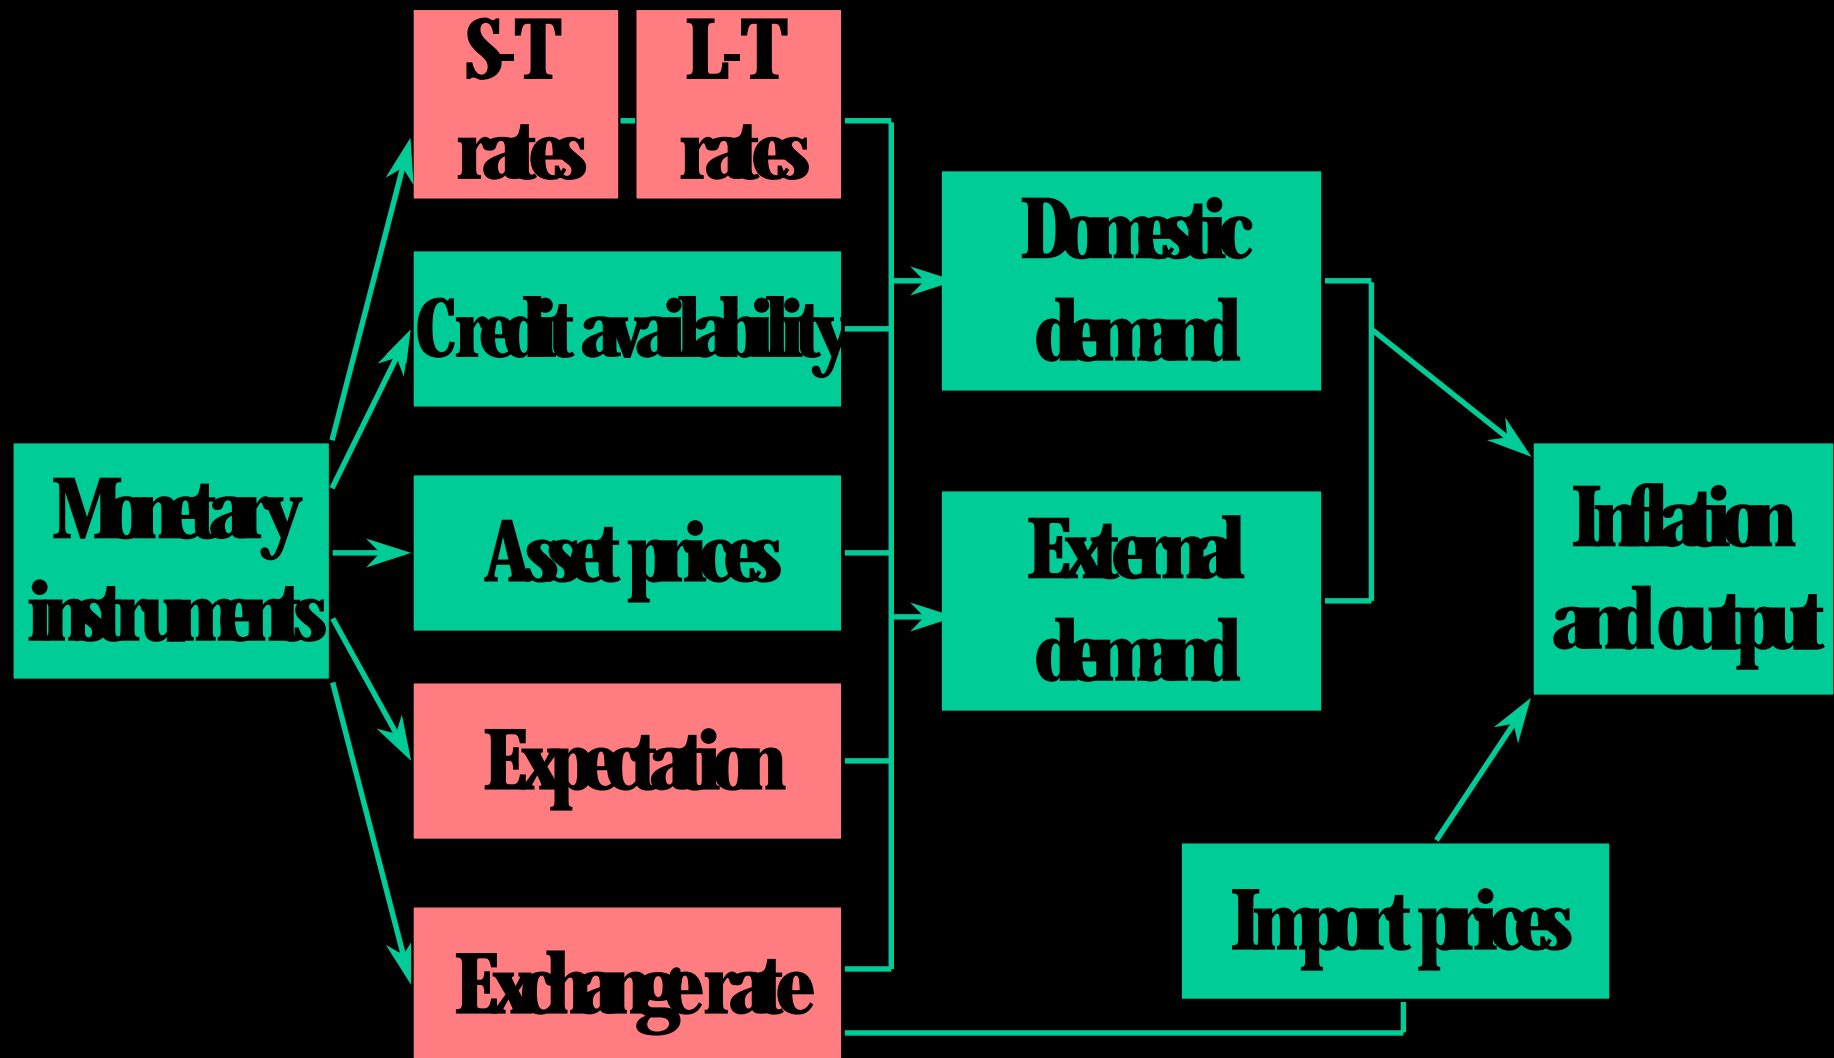 S-T
rates
L-T
rates
Credit availability
Monetary
instruments
Asset prices
Expectation
Exchange rate
Domestic
demand
External
demand
Inflation
and output
Import prices